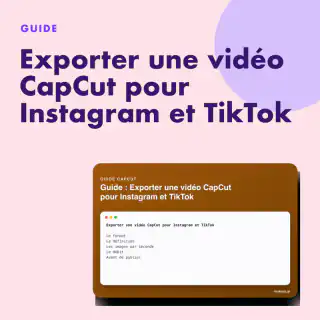 GUIDE
Exporter une vidéo
CapCut pour
Instagram et TikTok
GUIDE CAPCUT
Guide : Exporter une vidéo CapCut
pour Instagram et TikTok
Exporter une vidéo CapCut pour Instagram et TikTok
Le format
La définition
Les images par seconde
Le débit
Avant de publier